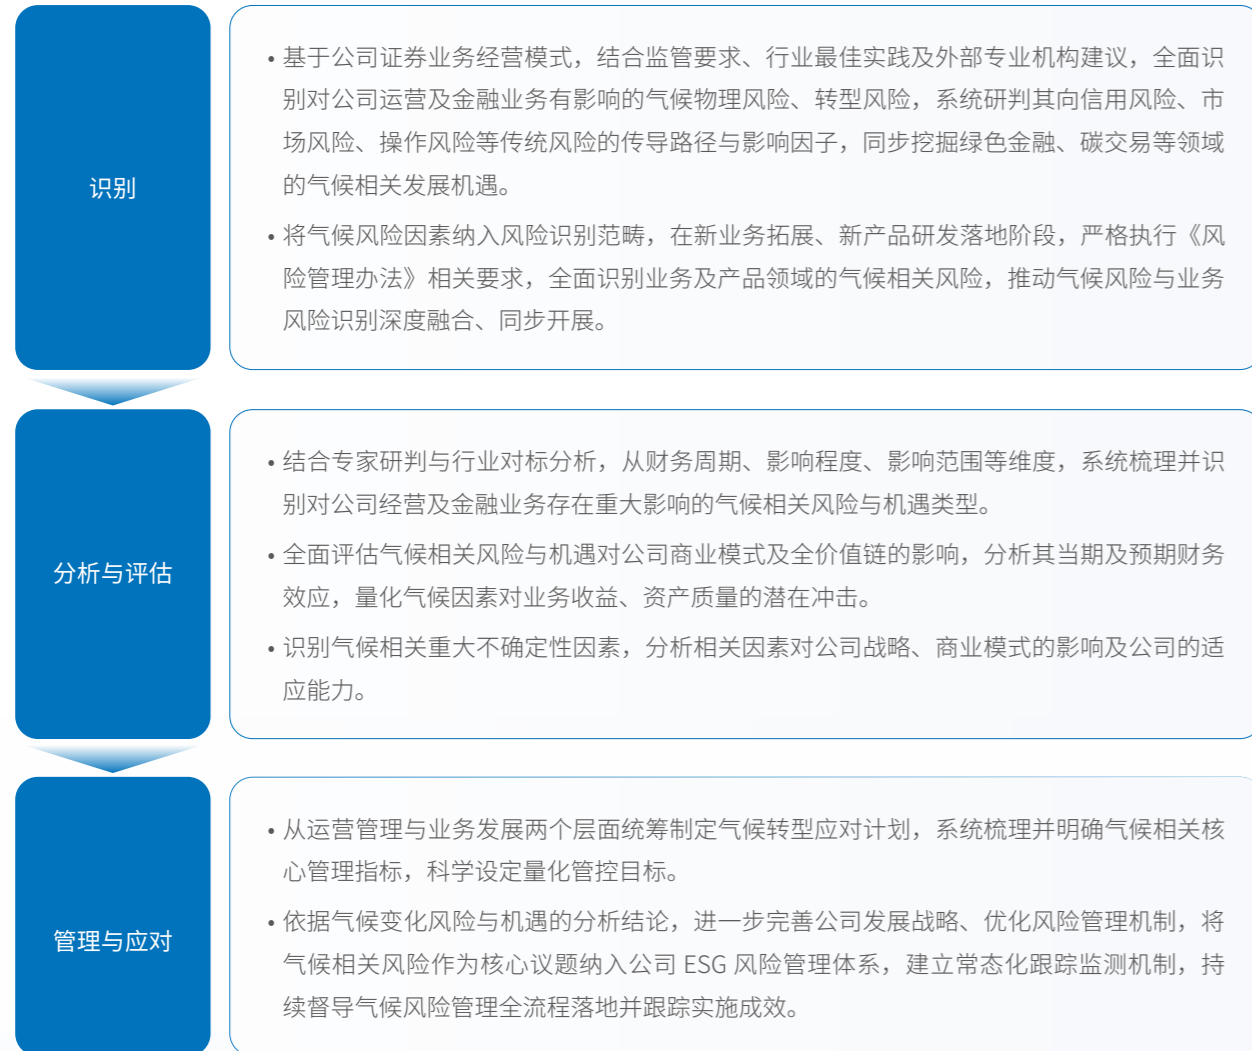 识别
• 基于公司证券业务经营模式，结合监管要求、行业最佳实践及外部专业机构建议，全面识
别对公司运营及金融业务有影响的气候物理风险、转型风险，系统研判其向信用风险、市
场风险、操作风险等传统风险的传导路径与影响因子，同步挖掘绿色金融、碳交易等领域
的气候相关发展机遇。
• 将气候风险因素纳入风险识别范畴，在新业务拓展、新产品研发落地阶段，严格执行《风
险管理办法》相关要求，全面识别业务及产品领域的气候相关风险，推动气候风险与业务
风险识别深度融合、同步开展。
分析与评估
• 结合专家研判与行业对标分析，从财务周期、影响程度、影响范围等维度，系统梳理并识
别对公司经营及金融业务存在重大影响的气候相关风险与机遇类型。
• 全面评估气候相关风险与机遇对公司商业模式及全价值链的影响，分析其当期及预期财务
效应，量化气候因素对业务收益、资产质量的潜在冲击。
• 识别气候相关重大不确定性因素，分析相关因素对公司战略、商业模式的影响及公司的适
应能力。
管理与应对
• 从运营管理与业务发展两个层面统筹制定气候转型应对计划，系统梳理并明确气候相关核
心管理指标，科学设定量化管控目标。
• 依据气候变化风险与机遇的分析结论，进一步完善公司发展战略、优化风险管理机制，将
气候相关风险作为核心议题纳入公司 ESG 风险管理体系，建立常态化跟踪监测机制，持
续督导气候风险管理全流程落地并跟踪实施成效。